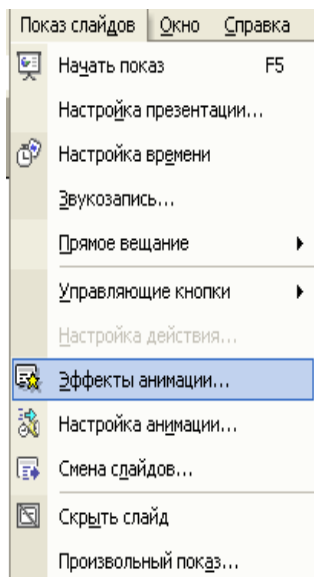 Показ слайдов Окно Справка
Начать показ F5
Настройка презентации...
Настройка времени
Звукозапись...
Прямое вещание
Управляющие кнопки
Настройка действия...
Эффекты анимации...
Настройка анимации...
Смена слайдов...
Скрыть слайд
Произвольный показ...